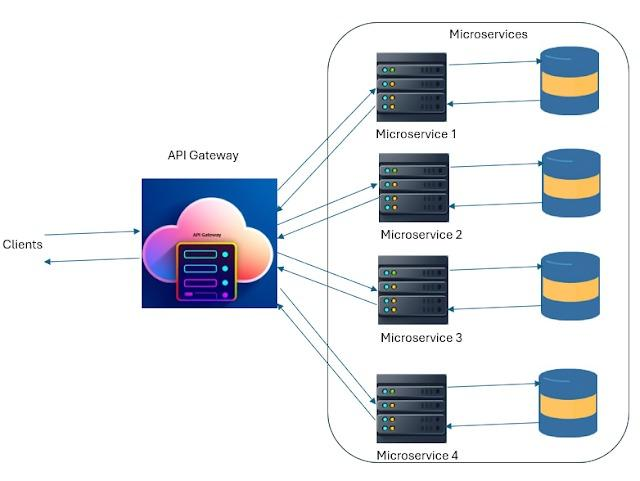 Microservices
Microservice 1
API Gateway
API Gateway
Microservice 2
Clients
Microservice 3
Microservice 4